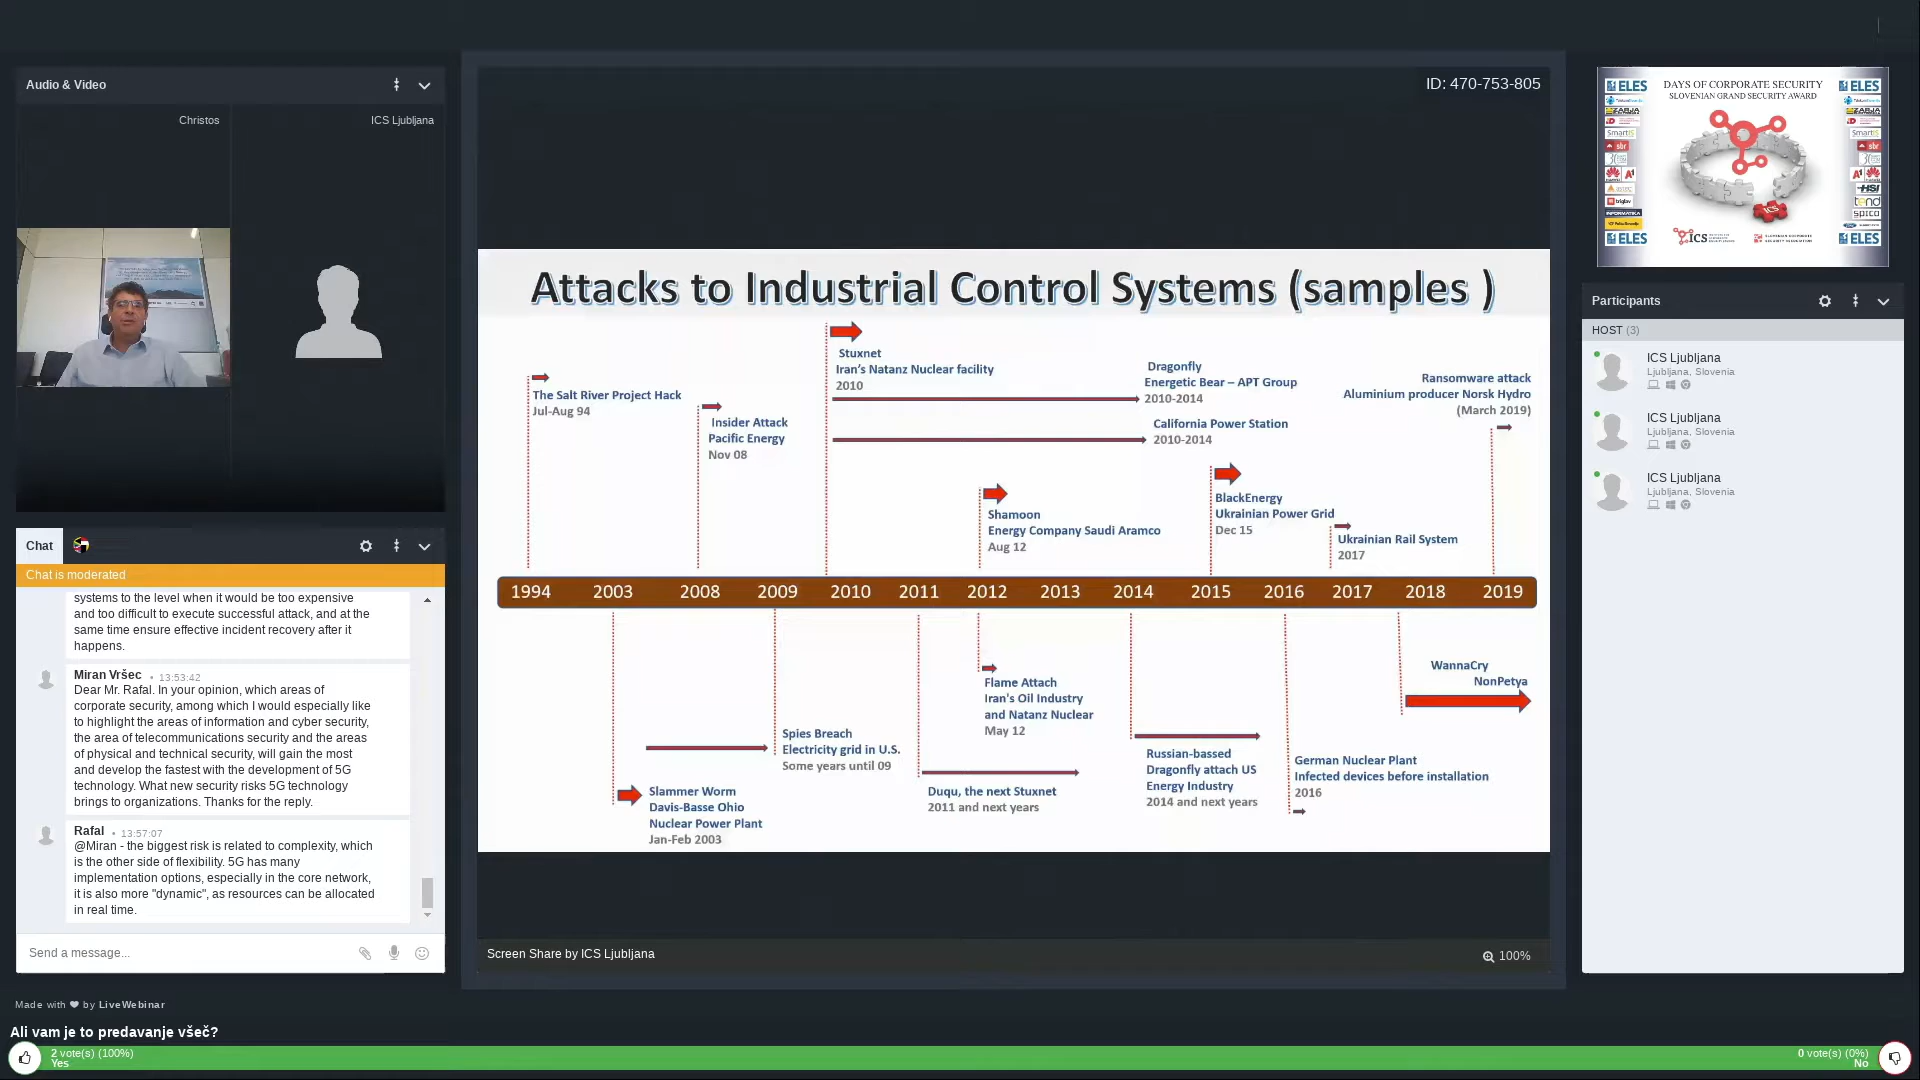 Audio & Video
Christos
ICS Ljubljana
Chat
Chat is moderated
systems to the level when it would be too expensive
and too difficult to execute successful attack, and at the
same time ensure effective incident recovery after it
happens.
Miran Vršec • 13:53:42
Dear Mr. Rafal. In your opinion, which areas of
corporate security, among which I would especially like
to highlight the areas of information and cyber security,
the area of telecommunications security and the areas
of physical and technical security, will gain the most
and develop the fastest with the development of 5G
technology. What new security risks 5G technology
brings to organizations. Thanks for the reply.
Rafal • 13:57:07
@Miran - the biggest risk is related to complexity, which
is the other side of flexibility. 5G has many
implementation options, especially in the core network,
it is also more "dynamic", as resources can be allocated
in real time.
Send a message...
ID: 470-753-805
Attacks to Industrial Control Systems (samples )
The Salt River Project Hack
Jul-Aug 94
Insider Attack
Pacific Energy
Nov 08
Stuxnet
Iran's Natanz Nuclear facility
2010
Dragonfly
Energetic Bear – APT Group
2010-2014
California Power Station
2010-2014
Ransomware attack
Aluminium producer Norsk Hydro
(March 2019)
Shamoon
Energy Company Saudi Aramco
Aug 12
BlackEnergy
Ukrainian Power Grid
Dec 15
Ukrainian Rail System
2017
1994 2003 2008 2009 2010 2011 2012 2013 2014 2015 2016 2017 2018 2019
Slammer Worm
Davis-Basse Ohio
Nuclear Power Plant
Jan-Feb 2003
Spies Breach
Electricity grid in U.S.
Some years until 09
Duqu, the next Stuxnet
2011 and next years
Flame Attach
Iran's Oil Industry
and Natanz Nuclear
May 12
Russian-bassed
Dragonfly attach US
Energy Industry
2014 and next years
German Nuclear Plant
Infected devices before installation
2016
WannaCry
NonPetya
Screen Share by ICS Ljubljana
100%
DAYS OF CORPORATE SECURITY
SLOVENIAN GRAND SECURITY AWARD
ELES
ELES
SmartIS
SmartIS
sbr
sbr
A1
A1
HSI
triglav
tend
INFORMATIKA
spico
ICS
ICS
ELES
ELES
Participants
HOST (3)
ICS Ljubljana
Ljubljana, Slovenia
ICS Ljubljana
Ljubljana, Slovenia
ICS Ljubljana
Ljubljana, Slovenia
Made with by LiveWebinar
Ali vam je to predavanje všeč?
2 vote(s) (100%)
Yes
0 vote(s) (0%)
No